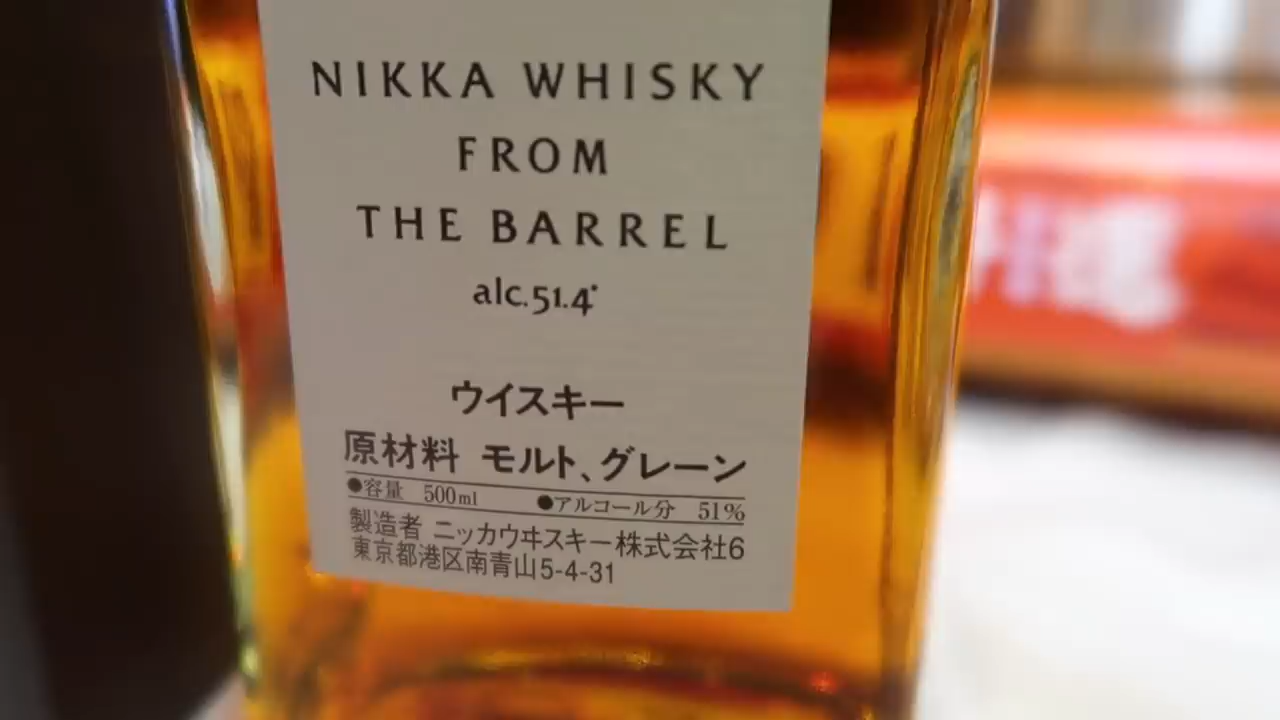 NIKKA WHISKY
FROM
THE BARREL
alc.51.4°
ウイスキー
原材料 モルト、グレーン
●容量 500ml ●アルコール分 51%
製造者 ニッカウヰスキー株式会社6
東京都港区南青山5-4-31